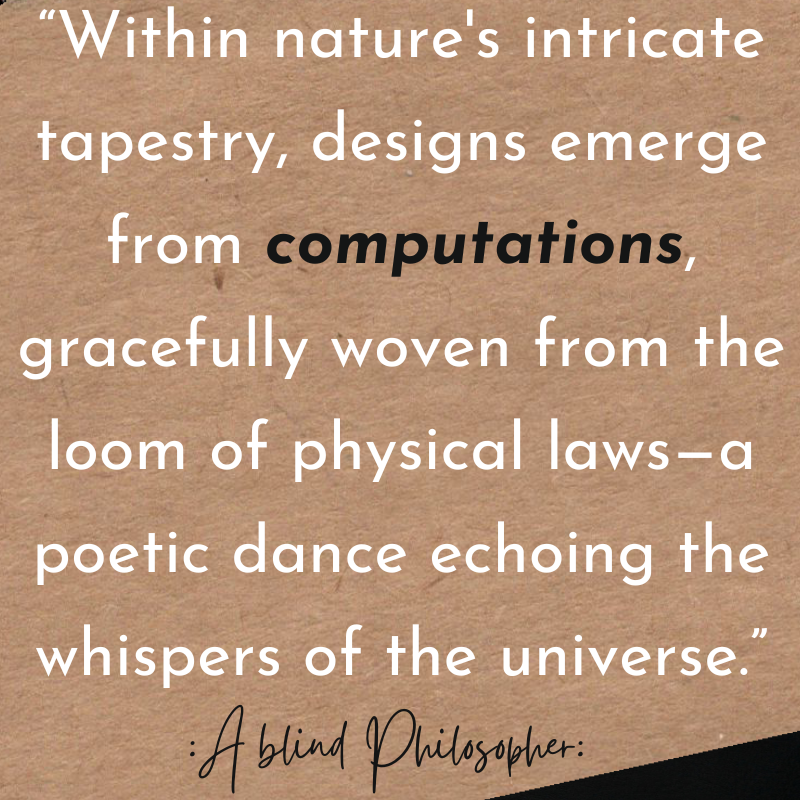 “Within nature's intricate
tapestry, designs emerge
from computations,
gracefully woven from the
loom of physical laws—a
poetic dance echoing the
whispers of the universe.”
:A blind Philosopher: